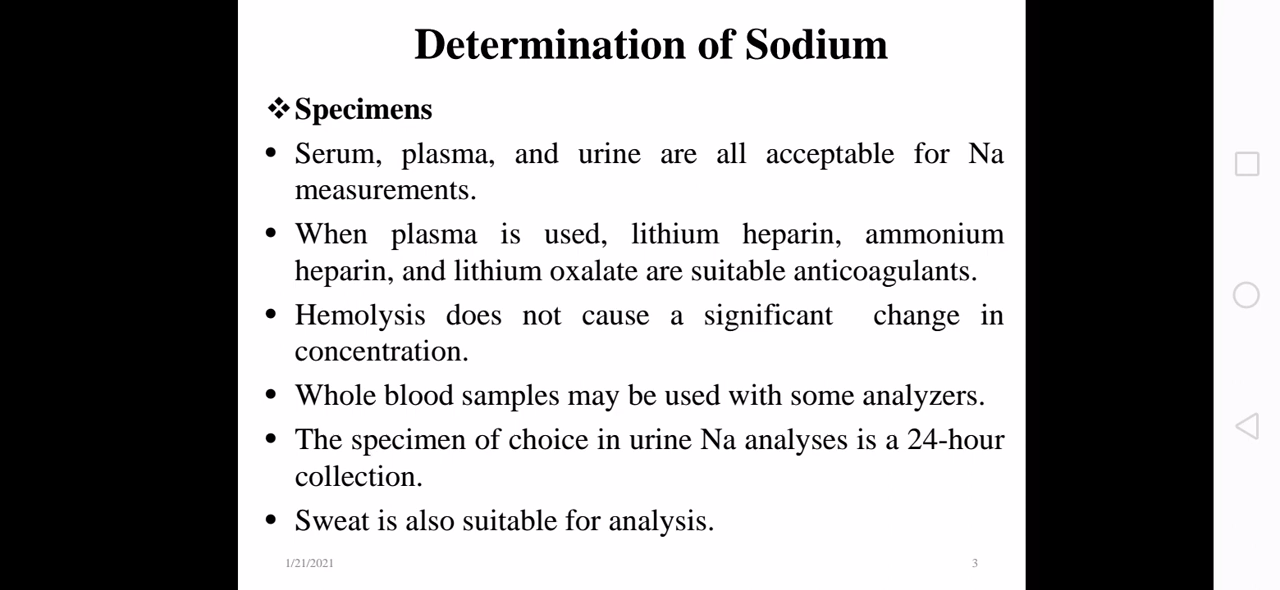 Determination of Sodium
❖Specimens
• Serum, plasma, and urine are all acceptable for Na
measurements.
• When plasma is used, lithium heparin, ammonium
heparin, and lithium oxalate are suitable anticoagulants.
• Hemolysis does not cause a significant change in
concentration.
• Whole blood samples may be used with some analyzers.
• The specimen of choice in urine Na analyses is a 24-hour
collection.
• Sweat is also suitable for analysis.
1/21/2021 3